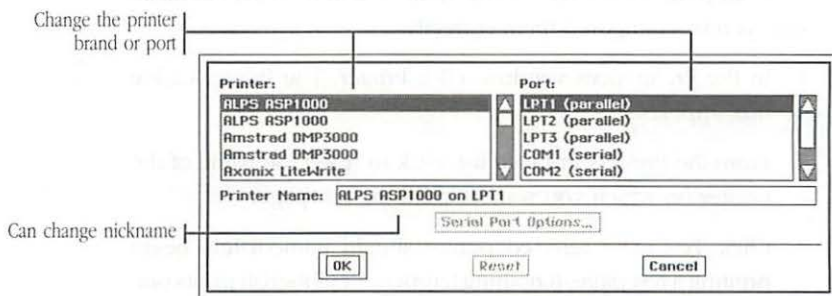 Change the printer
brand or port
Printer:
ALPS ASP1000
ALPS ASP1000
Amstrad DMP3000
Amstrad DMP3000
Axonix LiteWrite
Port:
LPT1 (parallel)
LPT2 (parallel)
LPT3 (parallel)
COM1 (serial)
COM2 (serial)
Printer Name: ALPS ASP1000 on LPT1
Can change nickname
Serial Port Options...
OK
Reset
Cancel